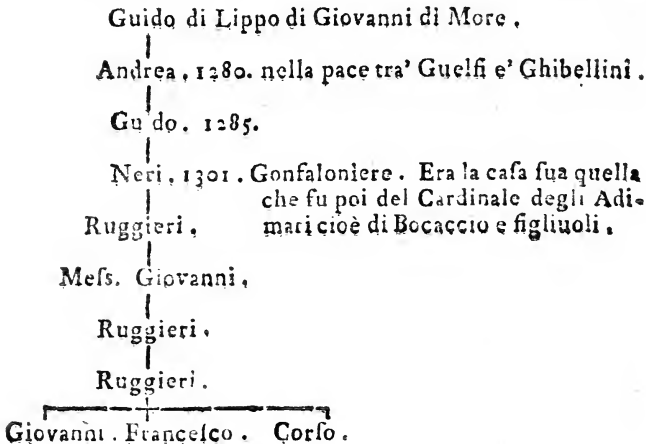 Guido di Lippo di Giovanni di More.
Andrea, 1280. nella pace tra' Guelfi e' Ghibellini.
Guido. 1285.
Neri, 1301. Gonfaloniere. Era la caſa ſua quella
che fu poi del Cardinale degli Adi-
Ruggieri. mari cioè di Bocaccio e figliuoli.
Meſs. Giovanni,
Ruggieri.
Ruggieri.
Giovanni. Franceſco. Corſo.